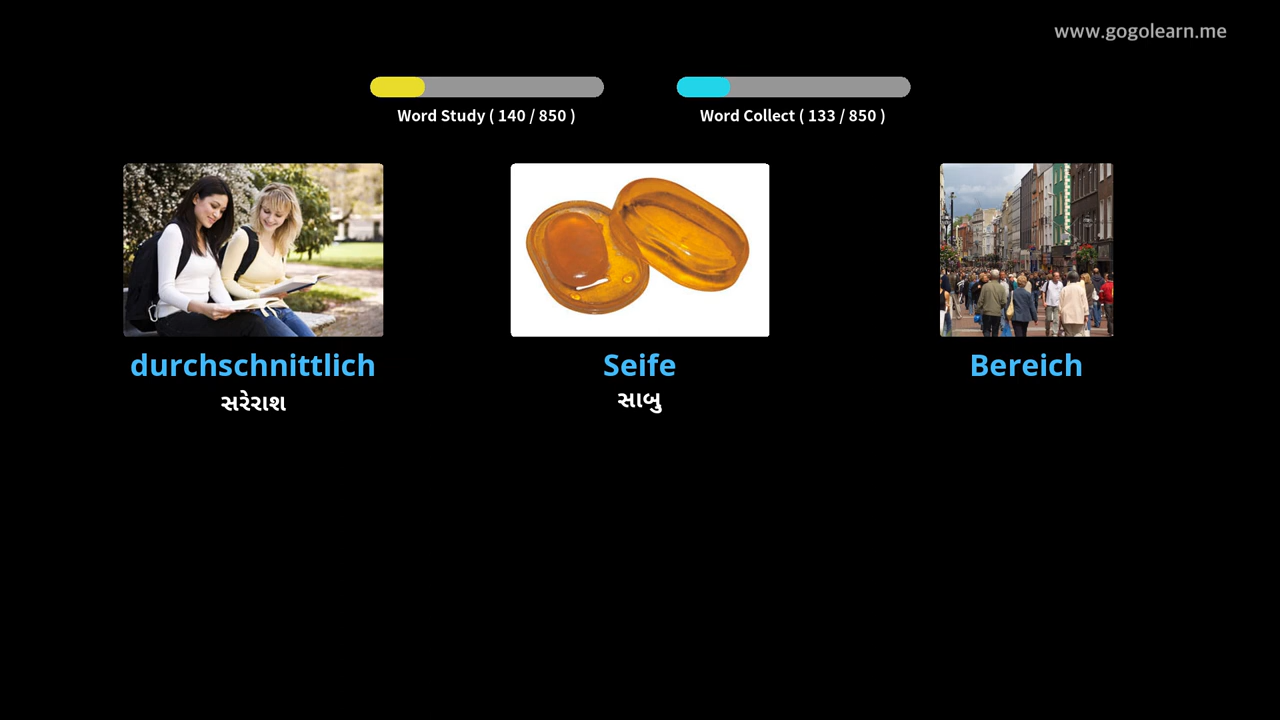 www.gogolearn.me
Word Study ( 140 / 850 )
Word Collect ( 133 / 850 )
durchschnittlich
સરેરાશ
Seife
સાબુ
Bereich